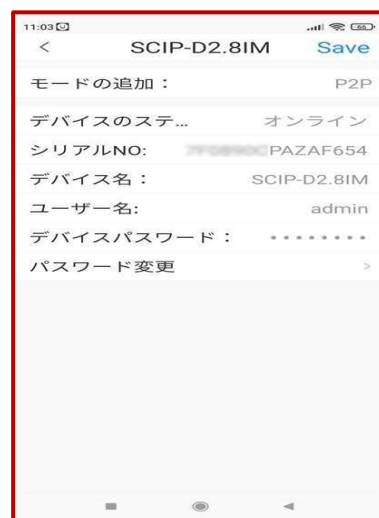 11:03
66
< SCIP-D2.8IM Save
モードの追加： P2P
デバイスのステ... オンライン
シリアルNO: PAZAF654
デバイス名： SCIP-D2.8IM
ユーザー名: admin
デバイスパスワード： ••••••••
パスワード変更 >